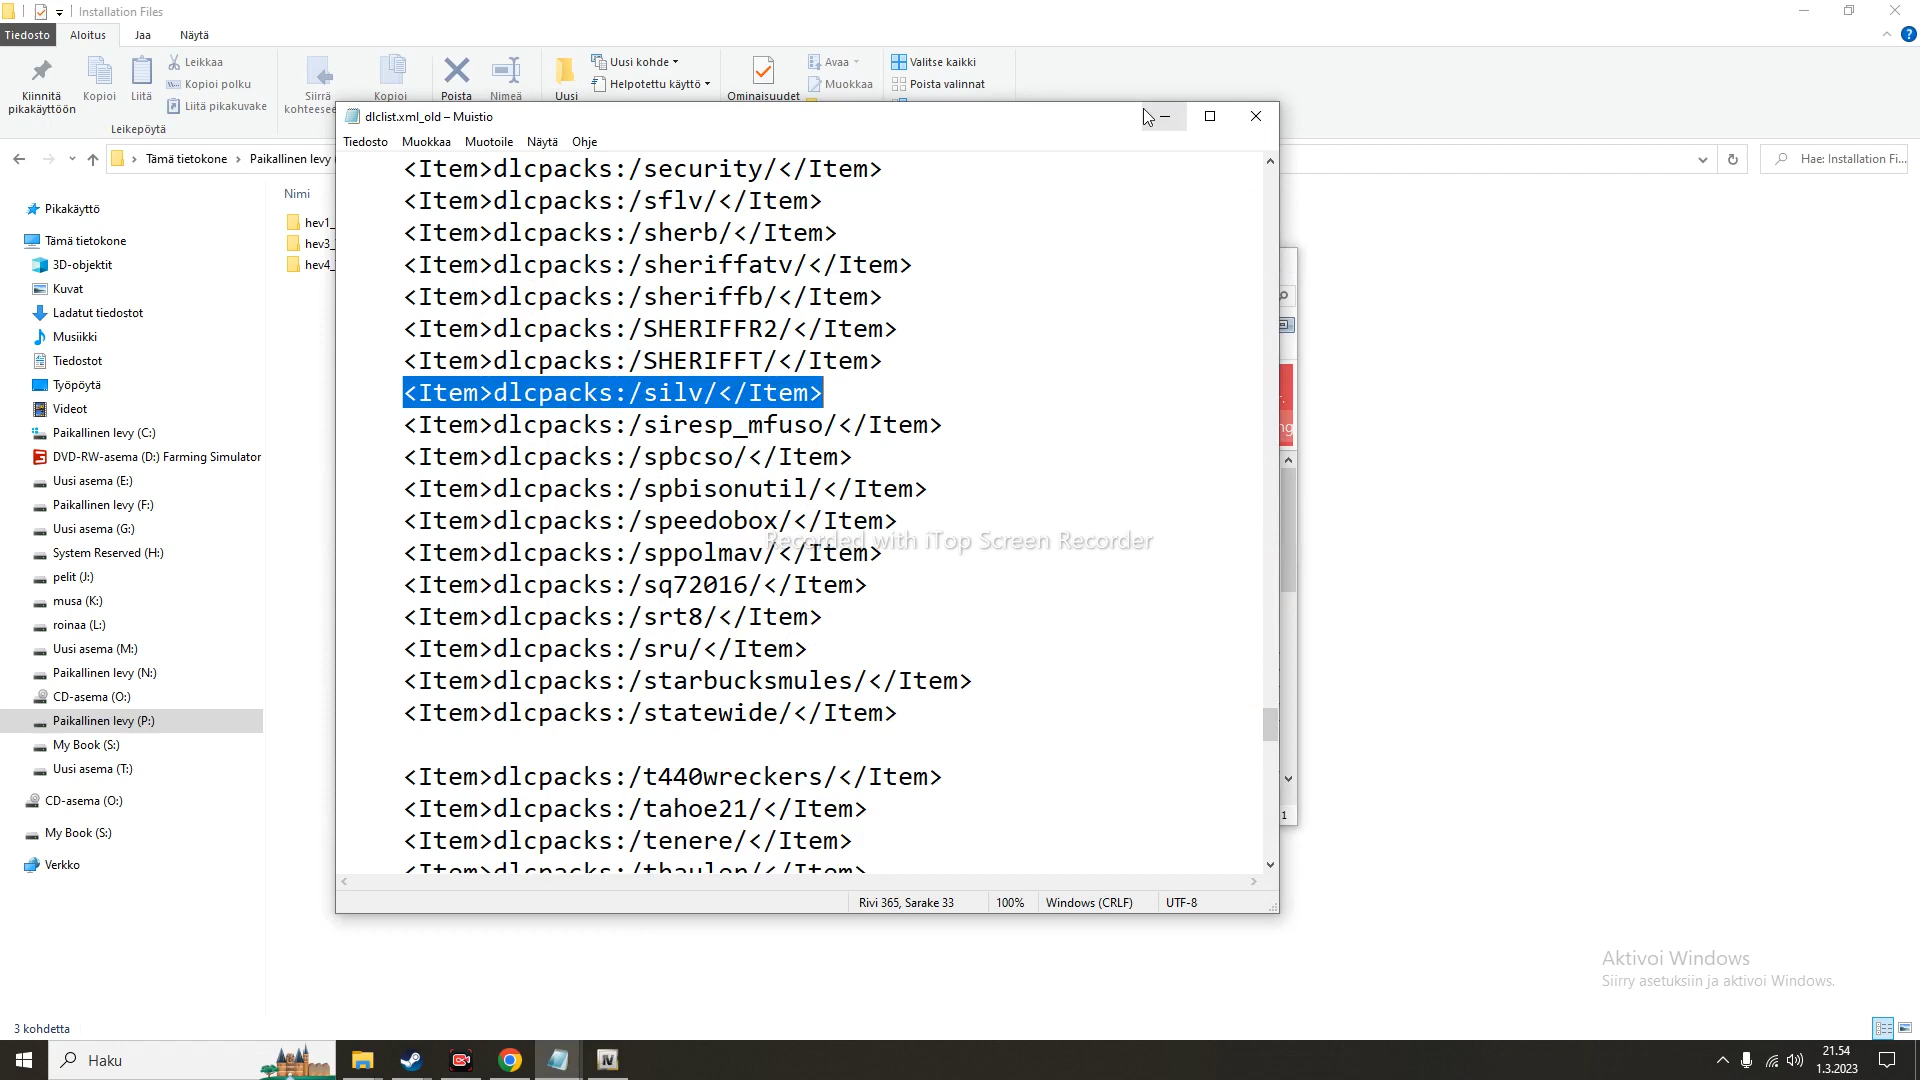 Installation Files
Tiedosto
Aloitus
Jaa
Näytä
Kiinnitä pikakäyttöön
Kopioi
Liitä
Leikkaa
Kopioi polku
Liitä pikakuvake
Leikepöytä
Siirrä kohteeseen
Kopioi
Poista
Nimeä
Uusi
Uusi kohde
Helpotettu käyttö
Ominaisuudet
Avaa
Muokkaa
Valitse kaikki
Poista valinnat
Tämä tietokone
Paikallinen levy
Hae: Installation Fi...
Nimi
hev1_
hev3_
hev4_
Pikakäyttö
Tämä tietokone
3D-objektit
Kuvat
Ladatut tiedostot
Musiikki
Tiedostot
Työpöytä
Videot
Paikallinen levy (C:)
DVD-RW-asema (D:) Farming Simulator
Uusi asema (E:)
Paikallinen levy (F:)
Uusi asema (G:)
System Reserved (H:)
pelit (J:)
musa (K:)
roinaa (L:)
Uusi asema (M:)
Paikallinen levy (N:)
CD-asema (O:)
Paikallinen levy (P:)
My Book (S:)
Uusi asema (T:)
CD-asema (O:)
My Book (S:)
Verkko
3 kohdetta
dlclist.xml_old – Muistio
Tiedosto Muokkaa Muotoile Näytä Ohje
<Item>dlcpacks:/security/</Item>
<Item>dlcpacks:/sflv/</Item>
<Item>dlcpacks:/sherb/</Item>
<Item>dlcpacks:/sheriffatv/</Item>
<Item>dlcpacks:/sheriffb/</Item>
<Item>dlcpacks:/SHERIFFR2/</Item>
<Item>dlcpacks:/SHERIFFT/</Item>
<Item>dlcpacks:/silv/</Item>
<Item>dlcpacks:/siresp_mfuso/</Item>
<Item>dlcpacks:/spbcso/</Item>
<Item>dlcpacks:/spbisonutil/</Item>
<Item>dlcpacks:/speedobox/</Item>
<Item>dlcpacks:/sppolmav/</Item>
<Item>dlcpacks:/sq72016/</Item>
<Item>dlcpacks:/srt8/</Item>
<Item>dlcpacks:/sru/</Item>
<Item>dlcpacks:/starbucksmules/</Item>
<Item>dlcpacks:/statewide/</Item>
<Item>dlcpacks:/t440wreckers/</Item>
<Item>dlcpacks:/tahoe21/</Item>
<Item>dlcpacks:/tenere/</Item>
Recorded with iTop Screen Recorder
Rivi 365, Sarake 33
100%
Windows (CRLF)
UTF-8
ng
1
Aktivoi Windows
Siirry asetuksiin ja aktivoi Windows.
Haku
21.54
1.3.2023